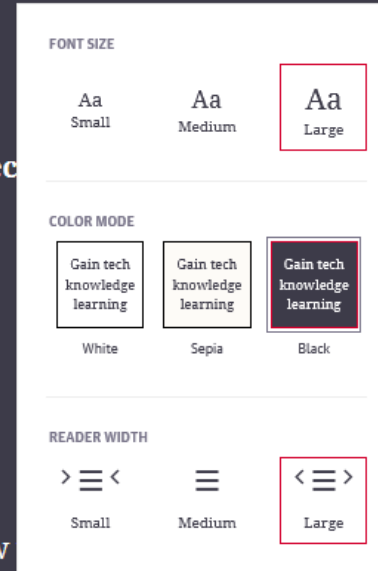 FONT SIZE
Aa Aa Aa
Small Medium Large
COLOR MODE
Gain tech Gain tech Gain tech
knowledge knowledge knowledge
learning learning learning
White Sepia Black
READER WIDTH
Small Medium Large